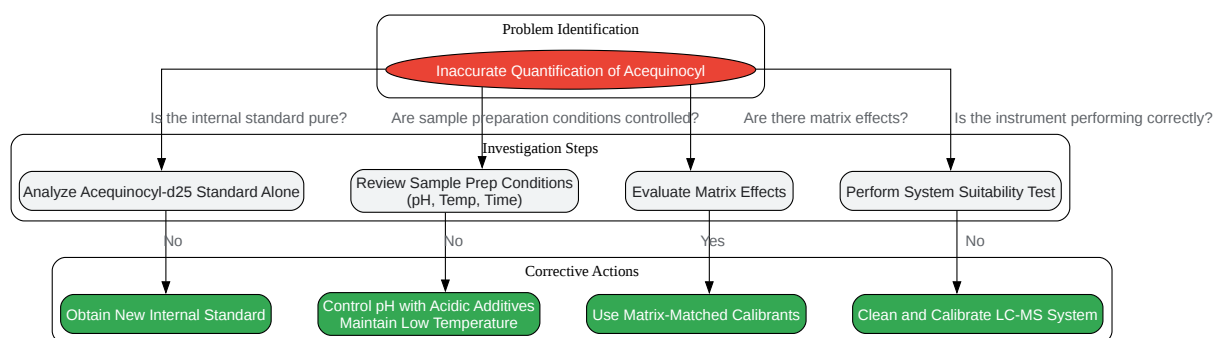 Problem Identification
Inaccurate Quantification of Acequinocyl
Is the internal standard pure?
Are sample preparation conditions controlled?
Are there matrix effects?
Is the instrument performing correctly?
Investigation Steps
Analyze Acequinocyl-d25 Standard Alone
Review Sample Prep Conditions
(pH, Temp, Time)
Evaluate Matrix Effects
Perform System Suitability Test
No
No
Yes
No
Corrective Actions
Obtain New Internal Standard
Control pH with Acidic Additives
Maintain Low Temperature
Use Matrix-Matched Calibrants
Clean and Calibrate LC-MS System